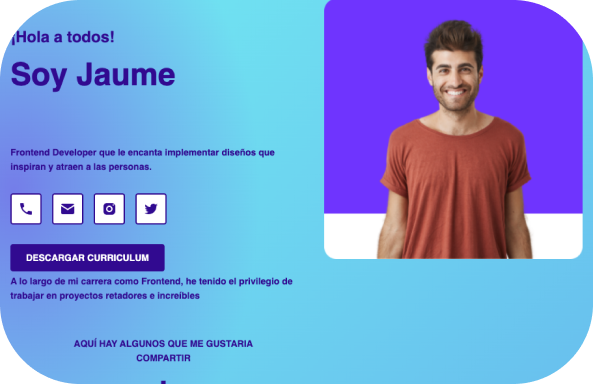 ¡Hola a todos!
Soy Jaume
Frontend Developer que le encanta implementar diseños que
inspiran y atraen a las personas.
DESCARGAR CURRICULUM
A lo largo de mi carrera como Frontend, he tenido el privilegio de
trabajar en proyectos retadores e increíbles
AQUÍ HAY ALGUNOS QUE ME GUSTARIA
COMPARTIR